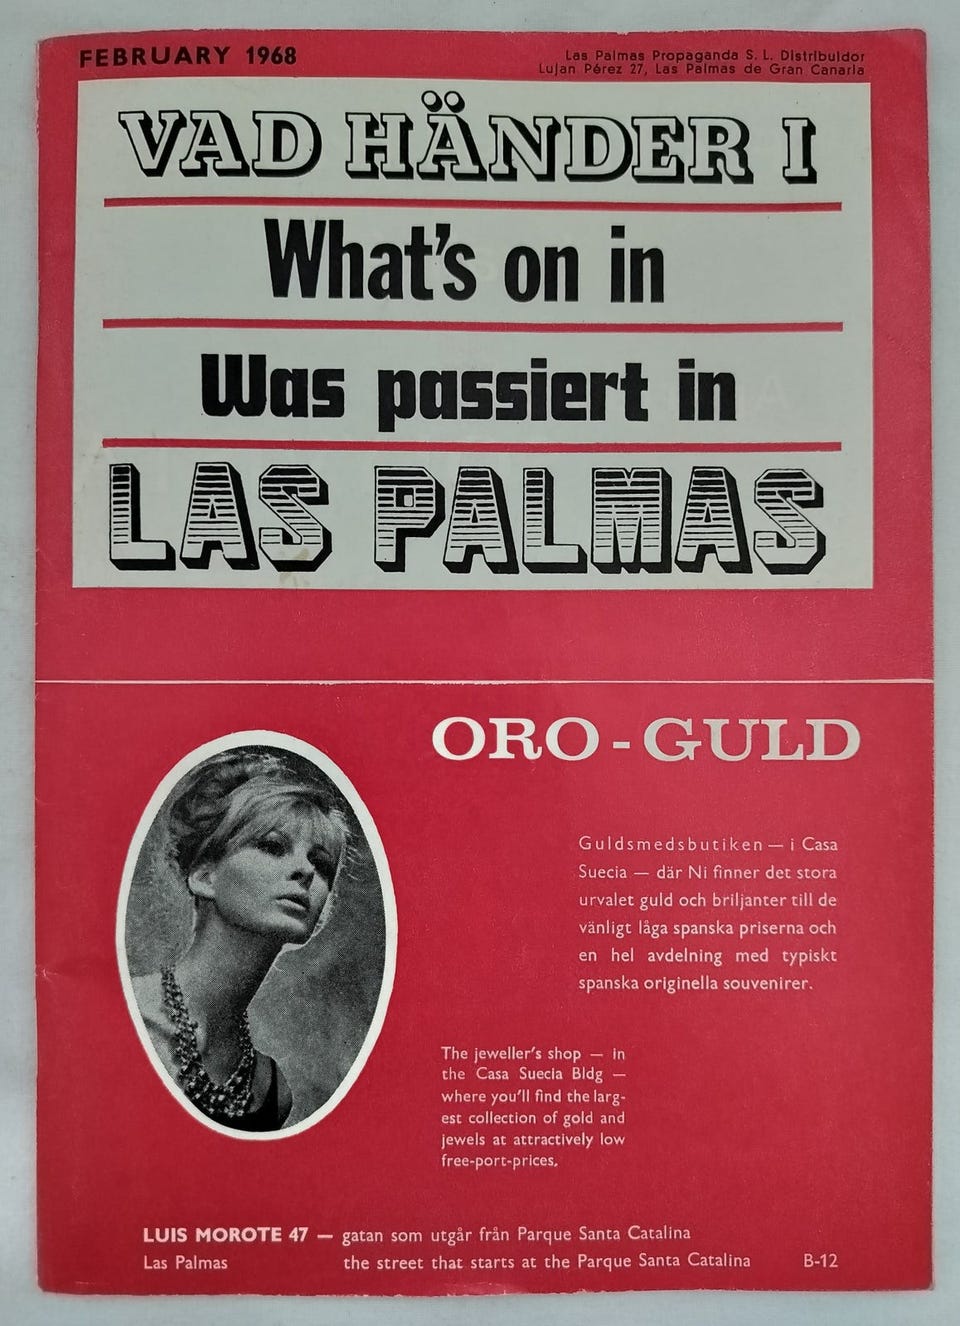 FEBRUARY 1968
Las Palmas Propaganda S. L. Distribuidor
Lujan Pérez 27, Las Palmas de Gran Canaria
VAD HÄNDER I
What's on in
Was passiert in
LAS PALMAS
ORO - GULD
Guldsmedsbutiken — i Casa
Suecia — där Ni finner det stora
urvalet guld och briljanter till de
vänligt låga spanska priserna och
en hel avdelning med typiskt
spanska originella souvenirer.
The jeweller's shop — in
the Casa Suecia Bldg —
where you'll find the larg-
est collection of gold and
jewels at attractively low
free-port-prices.
LUIS MOROTE 47 — gatan som utgår från Parque Santa Catalina
Las Palmas the street that starts at the Parque Santa Catalina B-12